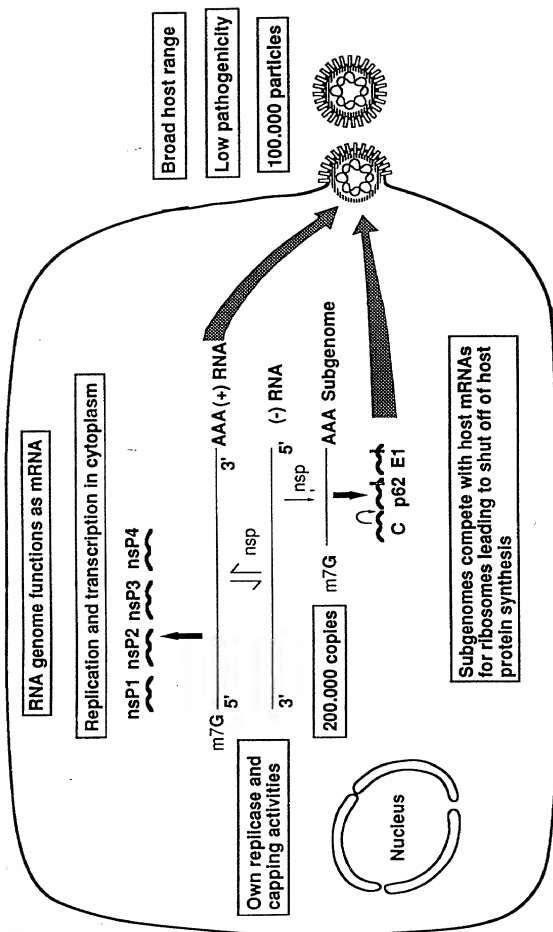 RNA genome functions as mRNA
Replication and transcription in cytoplasm
nsP1 nsP2 nsP3 nsP4
m7G
5'
3'
AAA (+) RNA
nsp
3'
5'
(-) RNA
nsp
m7G
AAA Subgenome
C p62 E1
Own replicase and
capping activities
200.000 copies
Nucleus
Subgenomes compete with host mRNAs
for ribosomes leading to shut off of host
protein synthesis
Broad host range
Low pathogenicity
100.000 particles